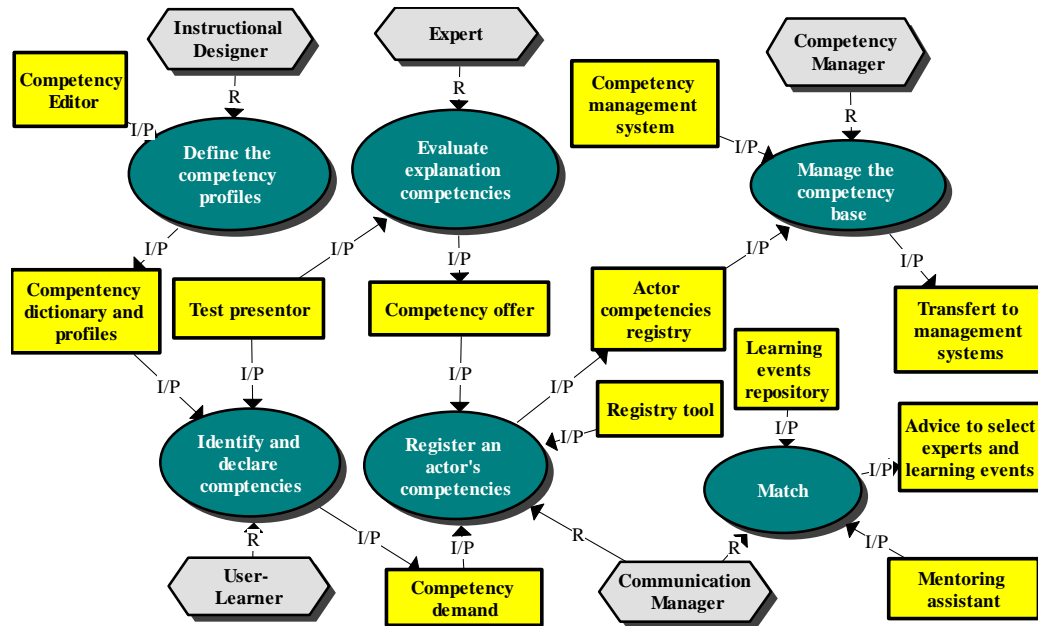 Instructional
Designer
Expert
Competency
Manager
Competency
Editor
Competency
management
system
R
R
R
I/P
I/P
Define the
competency
profiles
Evaluate
explanation
competencies
Manage the
competency
base
I/P
I/P
I/P
I/P
I/P
Compentency
dictionary and
profiles
Test presentor
Competency offer
Actor
competencies
registry
Transfert to
management
systems
Learning
events
repository
I/P
I/P
I/P
I/P
Registry tool
I/P
I/P
Advice to select
experts and
learning events
Identify and
declare
comptencies
Register an
actor's
competencies
Match
I/P
R
I/P
I/P
R
R
I/P
User-
Learner
Competency
demand
Communication
Manager
Mentoring
assistant